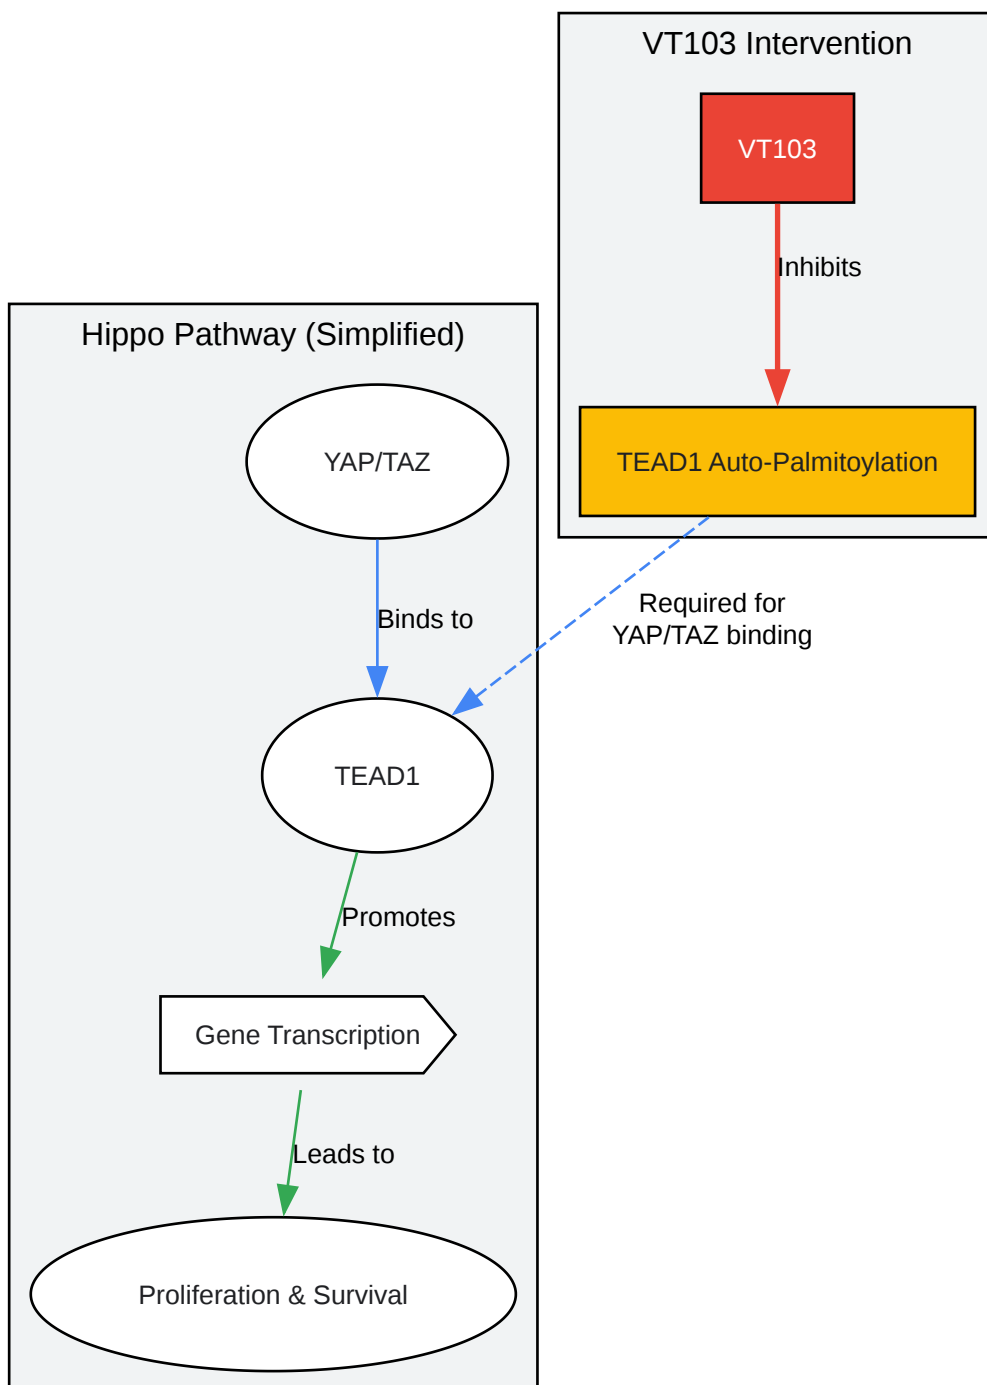 VT103 Intervention
VT103
Inhibits
TEAD1 Auto-Palmitoylation
Required for
YAP/TAZ binding
Hippo Pathway (Simplified)
YAP/TAZ
Binds to
TEAD1
Promotes
Gene Transcription
Leads to
Proliferation & Survival